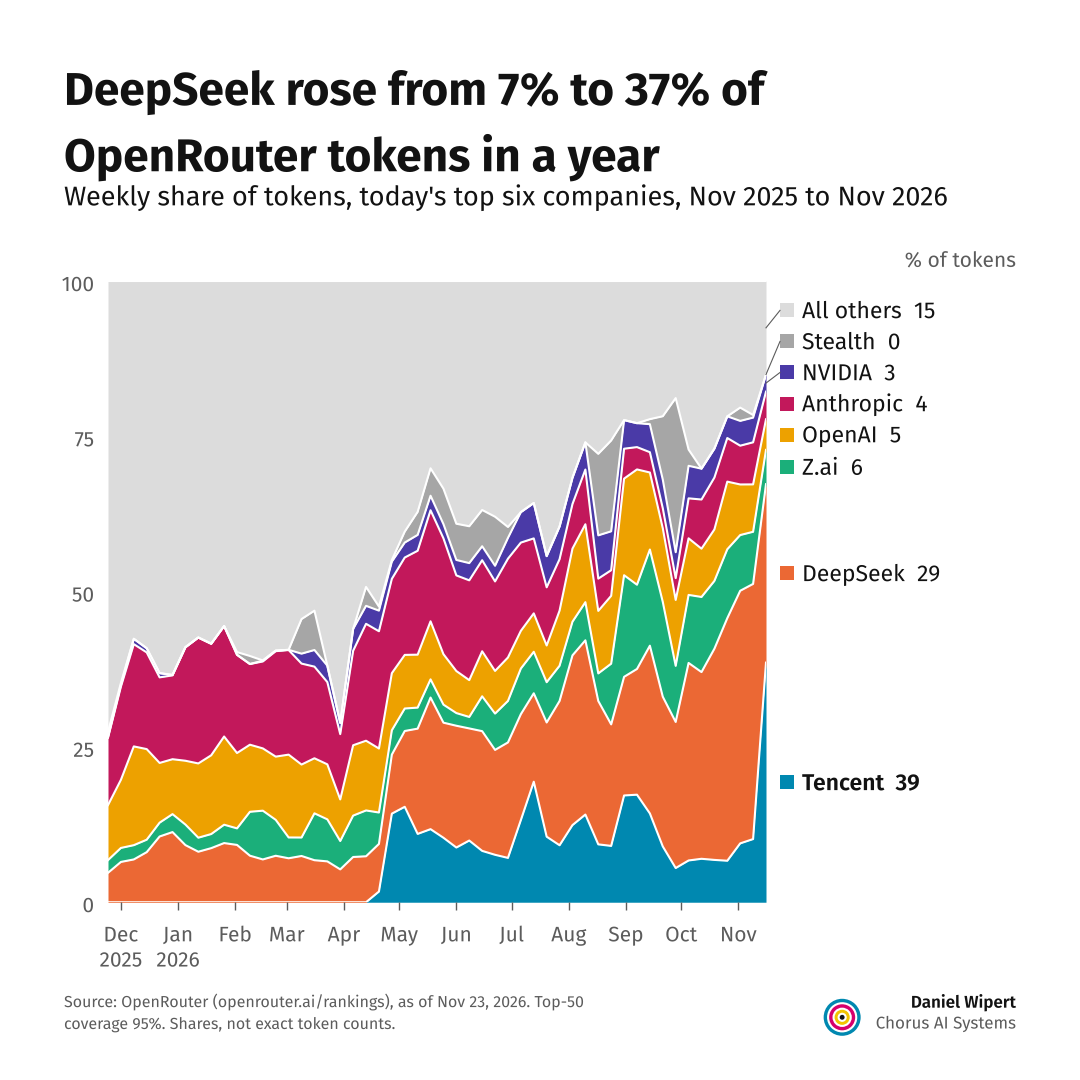 DeepSeek rose from 7% to 37% of
OpenRouter tokens in a year
Weekly share of tokens, today's top six companies, Nov 2025 to Nov 2026
% of tokens
100
75
50
25
0
All others 15
Stealth 0
NVIDIA 3
Anthropic 4
OpenAI 5
Z.ai 6
DeepSeek 29
Tencent 39
Dec Jan Feb Mar Apr May Jun Jul Aug Sep Oct Nov
2025 2026
Source: OpenRouter (openrouter.ai/rankings), as of Nov 23, 2026. Top-50
coverage 95%. Shares, not exact token counts.
Daniel Wipert
Chorus AI Systems